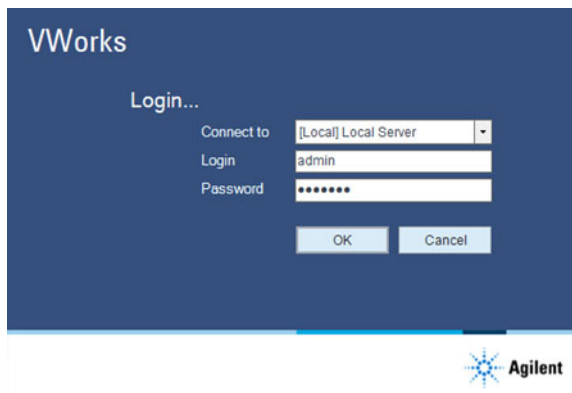 VWorks
Login...
Connect to [Local] Local Server
Login admin
Password •••••••
OK Cancel
Agilent